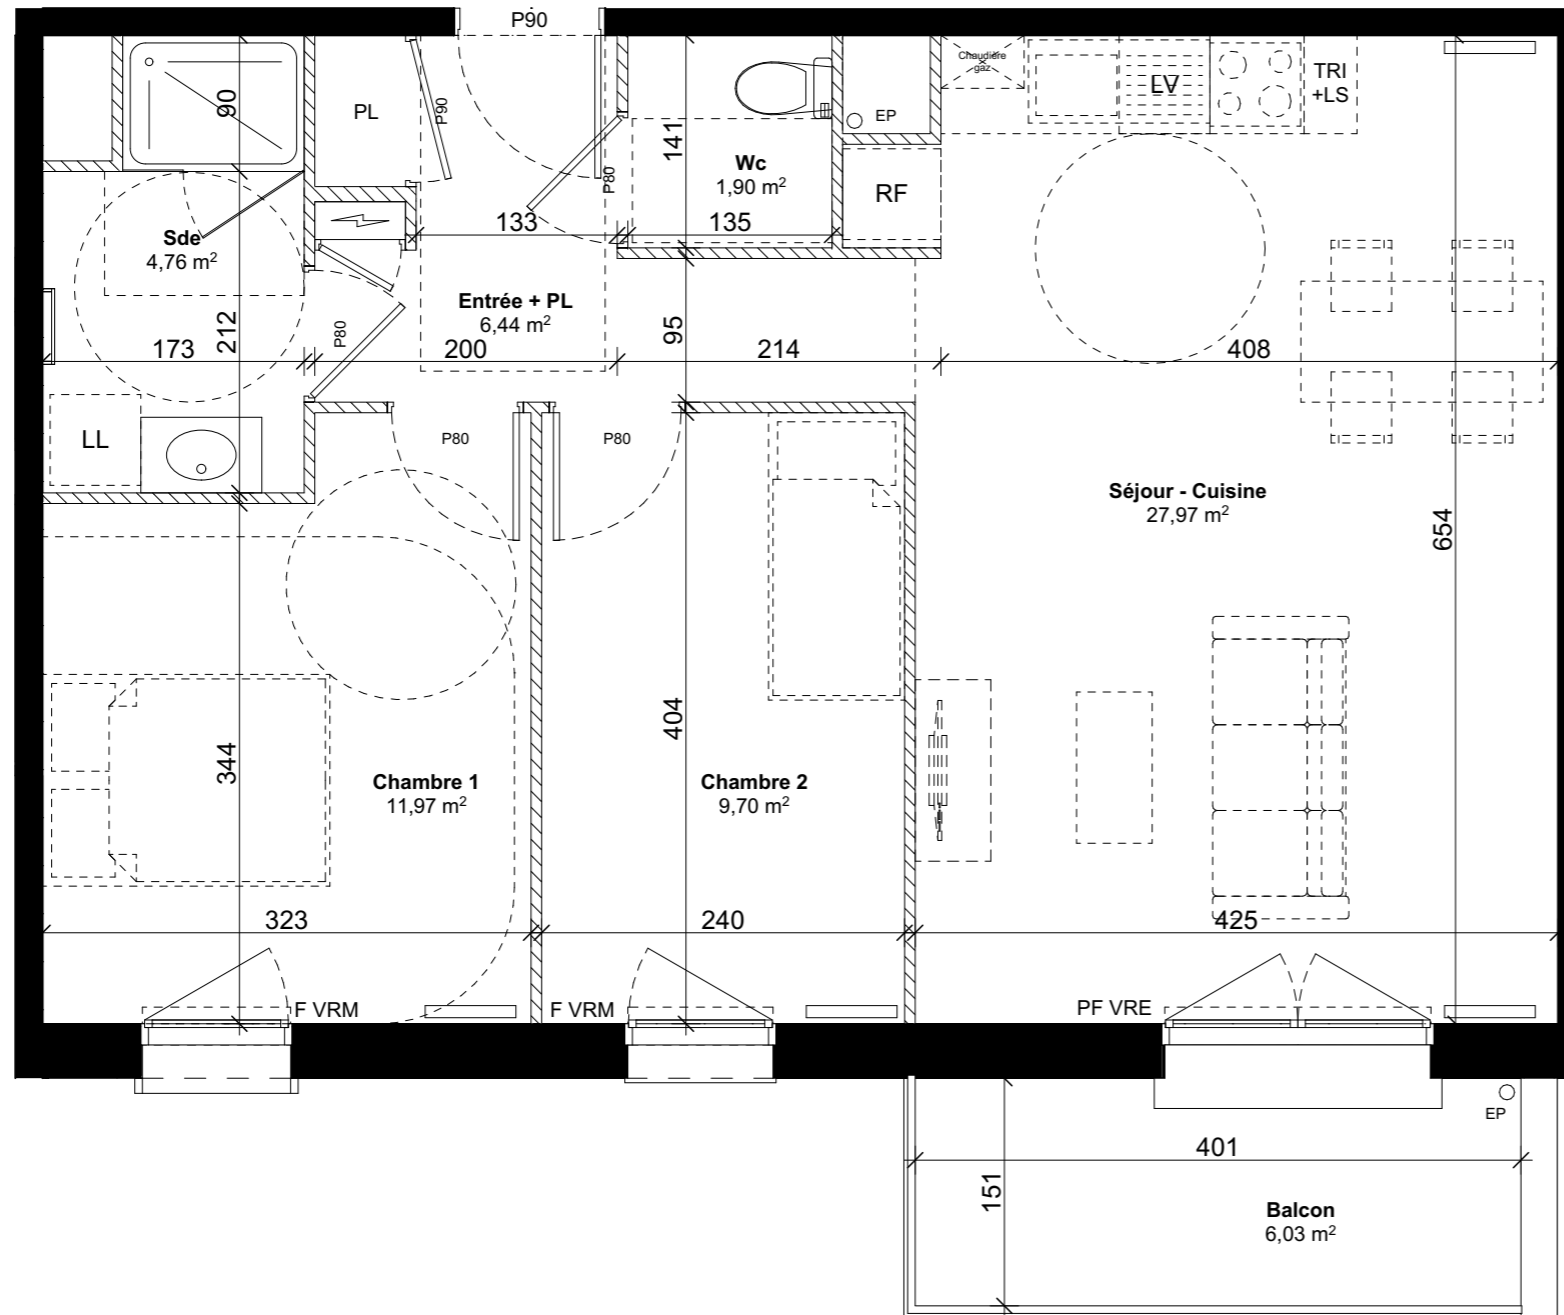 P90
PL
P90
90
141
Wc
1,90 m²
P80
EP
Chaudière
gaz
LV
TRI
+LS
RF
133
135
Sde
4,76 m²
Entrée + PL
6,44 m²
212
P80
95
173
200
214
408
LL
P80
P80
Séjour - Cuisine
27,97 m²
654
344
404
Chambre 1
11,97 m²
Chambre 2
9,70 m²
323
240
425
F VRM
F VRM
PF VRE
EP
401
151
Balcon
6,03 m²